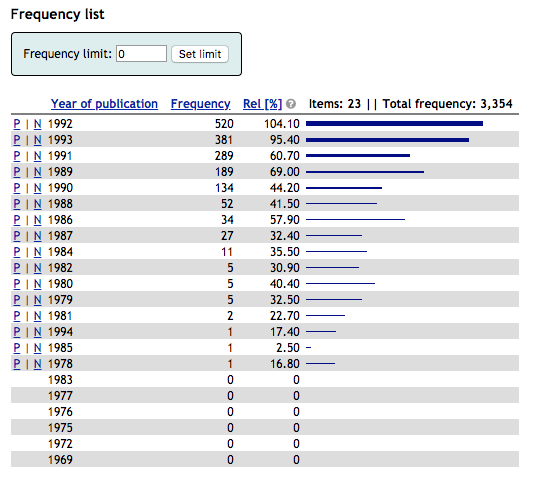 Frequency list
Frequency limit: 0 Set limit
Year of publication Frequency Rel [%] ? Items: 23 || Total frequency: 3,354
P | N 1992 520 104.10
P | N 1993 381 95.40
P | N 1991 289 60.70
P | N 1989 189 69.00
P | N 1990 134 44.20
P | N 1988 52 41.50
P | N 1986 34 57.90
P | N 1987 27 32.40
P | N 1984 11 35.50
P | N 1982 5 30.90
P | N 1980 5 40.40
P | N 1979 5 32.50
P | N 1981 2 22.70
P | N 1994 1 17.40
P | N 1985 1 2.50
P | N 1978 1 16.80
1983 0 0
1977 0 0
1976 0 0
1975 0 0
1972 0 0
1969 0 0